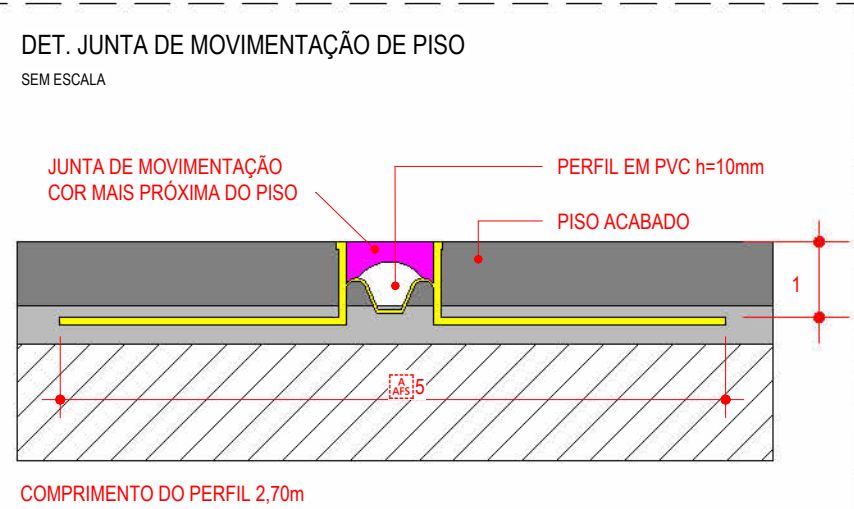 DET. JUNTA DE MOVIMENTAÇÃO DE PISO
SEM ESCALA
JUNTA DE MOVIMENTAÇÃO
COR MAIS PRÓXIMA DO PISO
PERFIL EM PVC h=10mm
PISO ACABADO
1
A
AFS
5
COMPRIMENTO DO PERFIL 2,70m